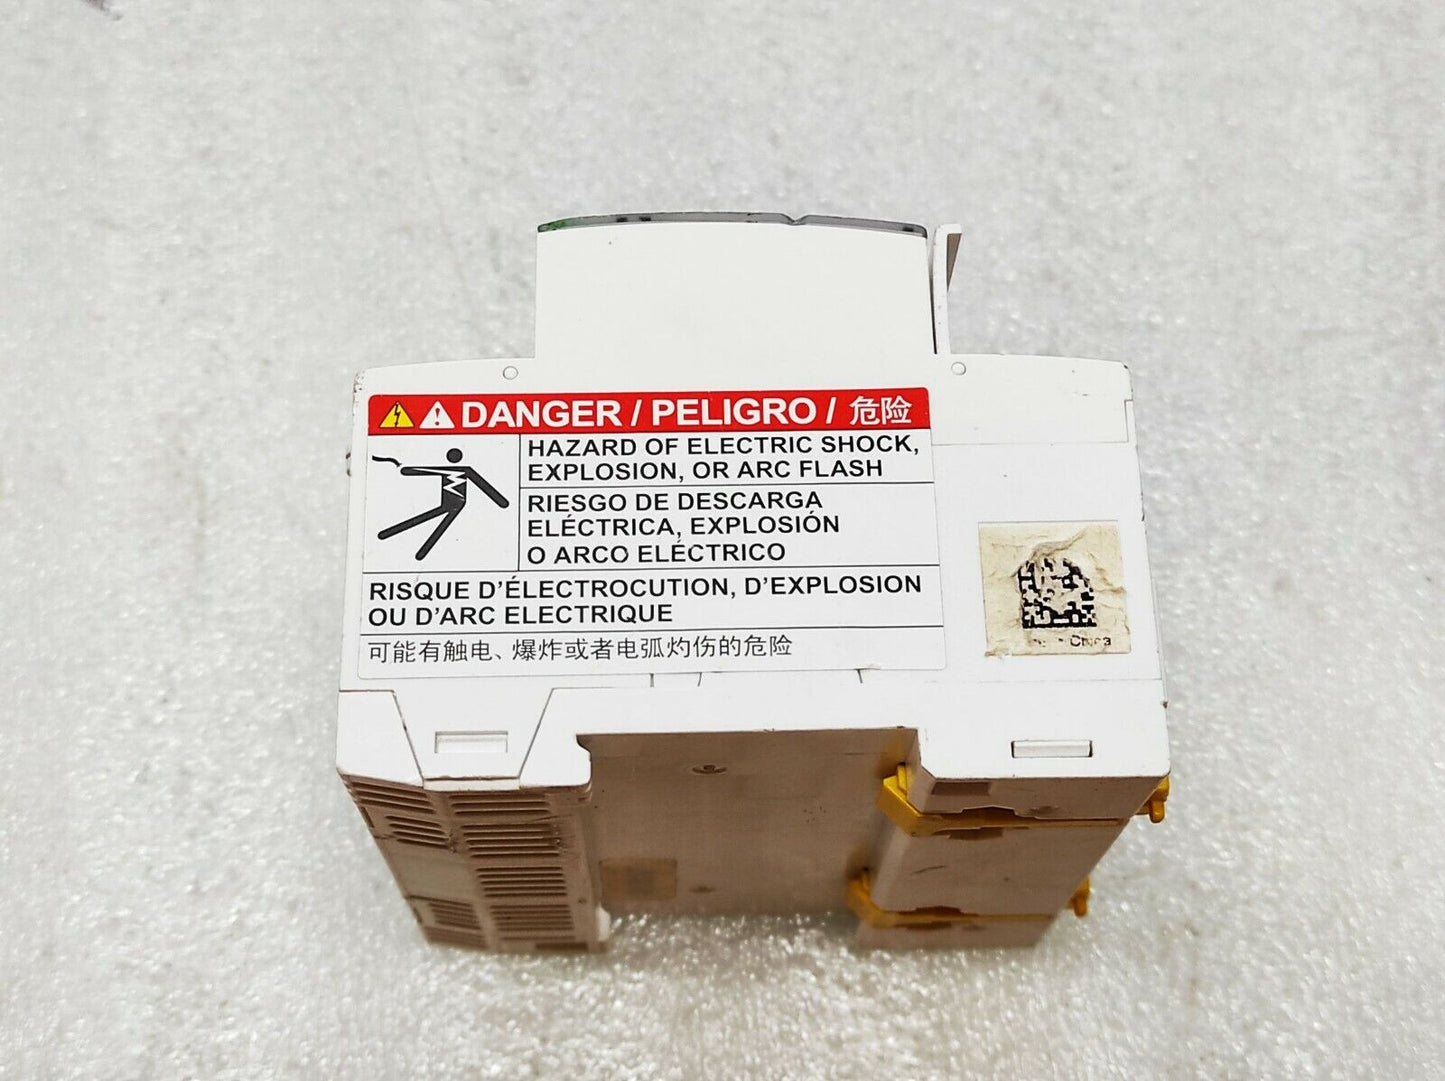 DANGER / PELIGRO / 危险
HAZARD OF ELECTRIC SHOCK,
EXPLOSION, OR ARC FLASH
RIESGO DE DESCARGA
ELÉCTRICA, EXPLOSIÓN
O ARCO ELÉCTRICO
RISQUE D'ÉLECTROCUTION, D'EXPLOSION
OU D'ARC ELECTRIQUE
可能有触电、爆炸或者电弧灼伤的危险
China